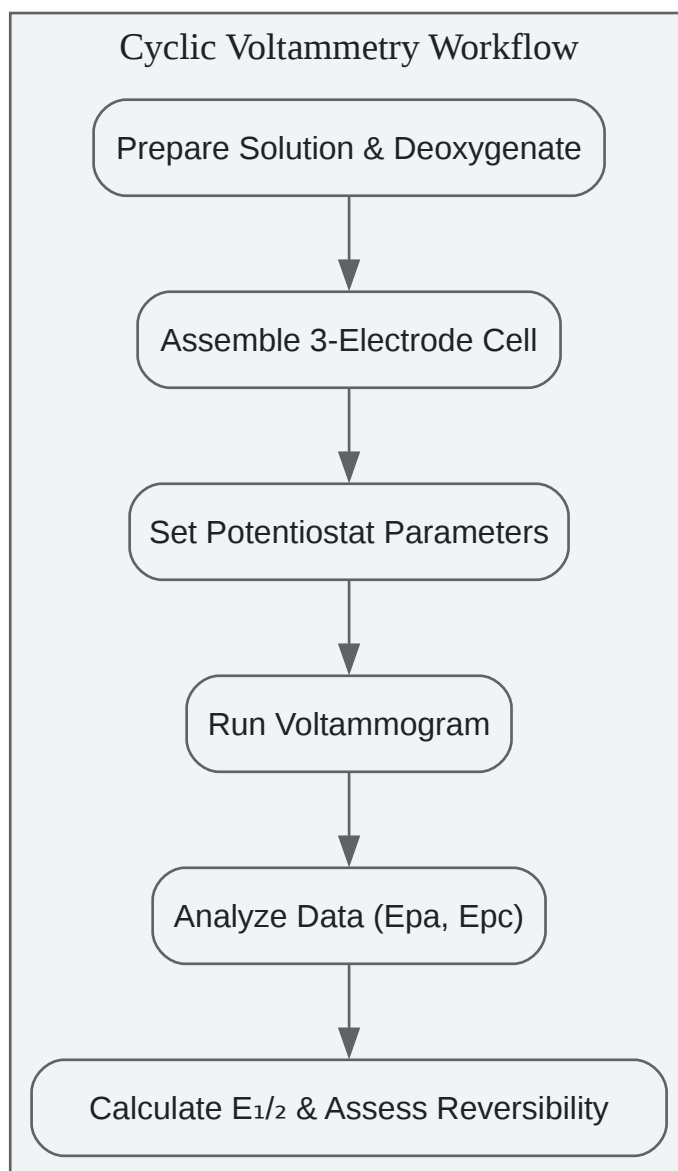 Cyclic Voltammetry Workflow
Prepare Solution & Deoxygenate
Assemble 3-Electrode Cell
Set Potentiostat Parameters
Run Voltammogram
Analyze Data (Epa, Epc)
Calculate E₁/₂ & Assess Reversibility